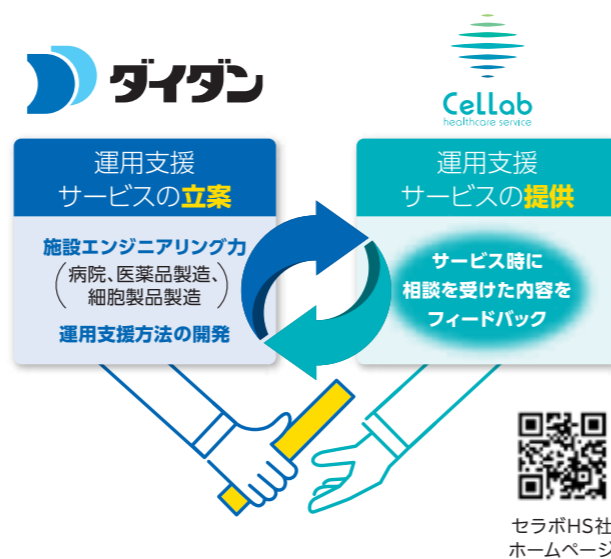 ダイダン
Cellab
healthcare service
運用支援
サービスの立案
施設エンジニアリング力
(病院、医薬品製造、
細胞製品製造)
運用支援方法の開発
運用支援
サービスの提供
サービス時に
相談を受けた内容を
フィードバック
セラボHS社
ホームページ